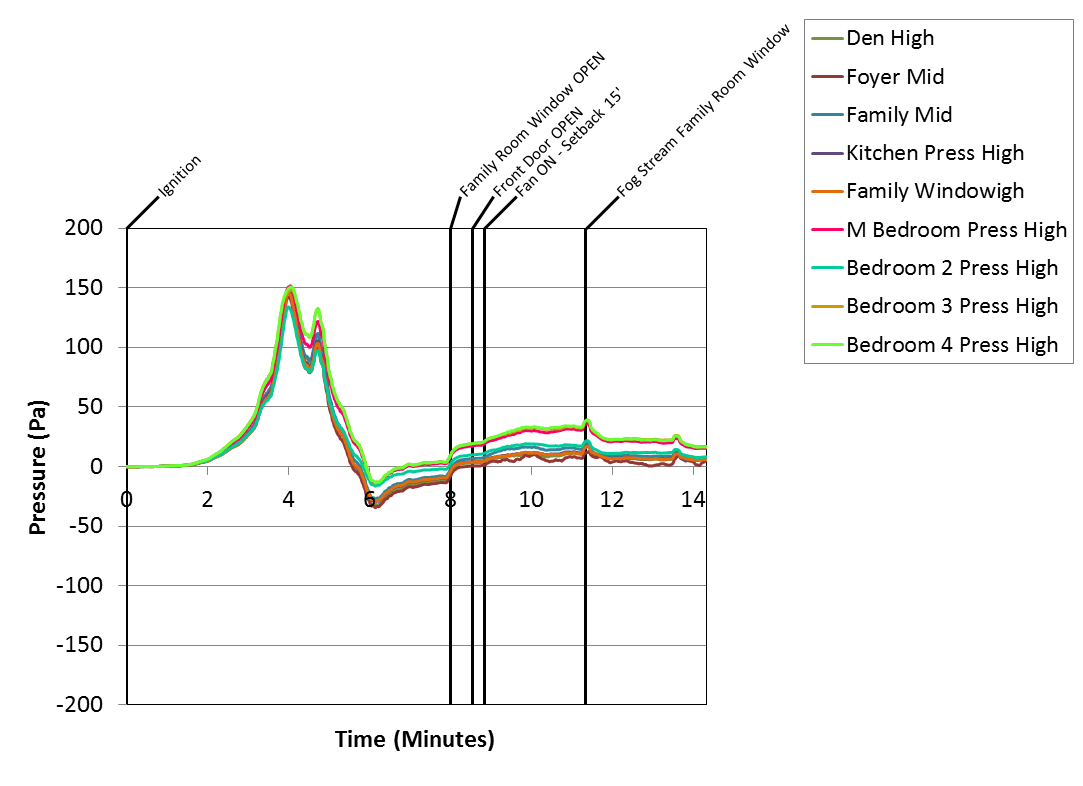 Ignition
Family Room Window OPEN
Front Door OPEN
Fan ON - Setback 15'
Fog Stream Family Room Window
Den High
Foyer Mid
Family Mid
Kitchen Press High
Family Windowigh
M Bedroom Press High
Bedroom 2 Press High
Bedroom 3 Press High
Bedroom 4 Press High
Pressure (Pa)
200
150
100
50
0
-50
-100
-150
-200
0 2 4 6 8 10 12 14
Time (Minutes)